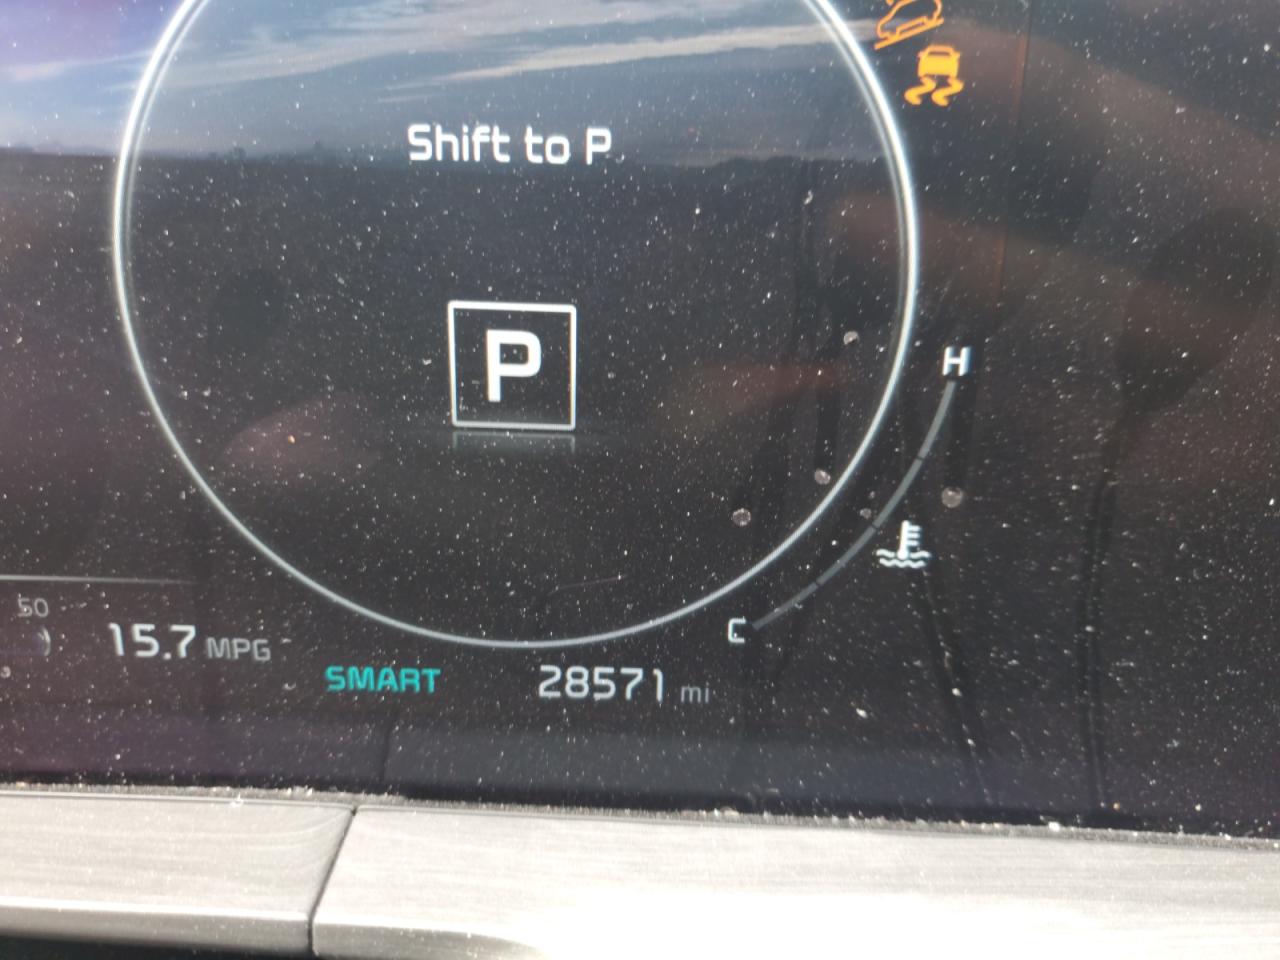 Shift to P
P
H
50
15.7 MPG
C
SMART
28571 mi